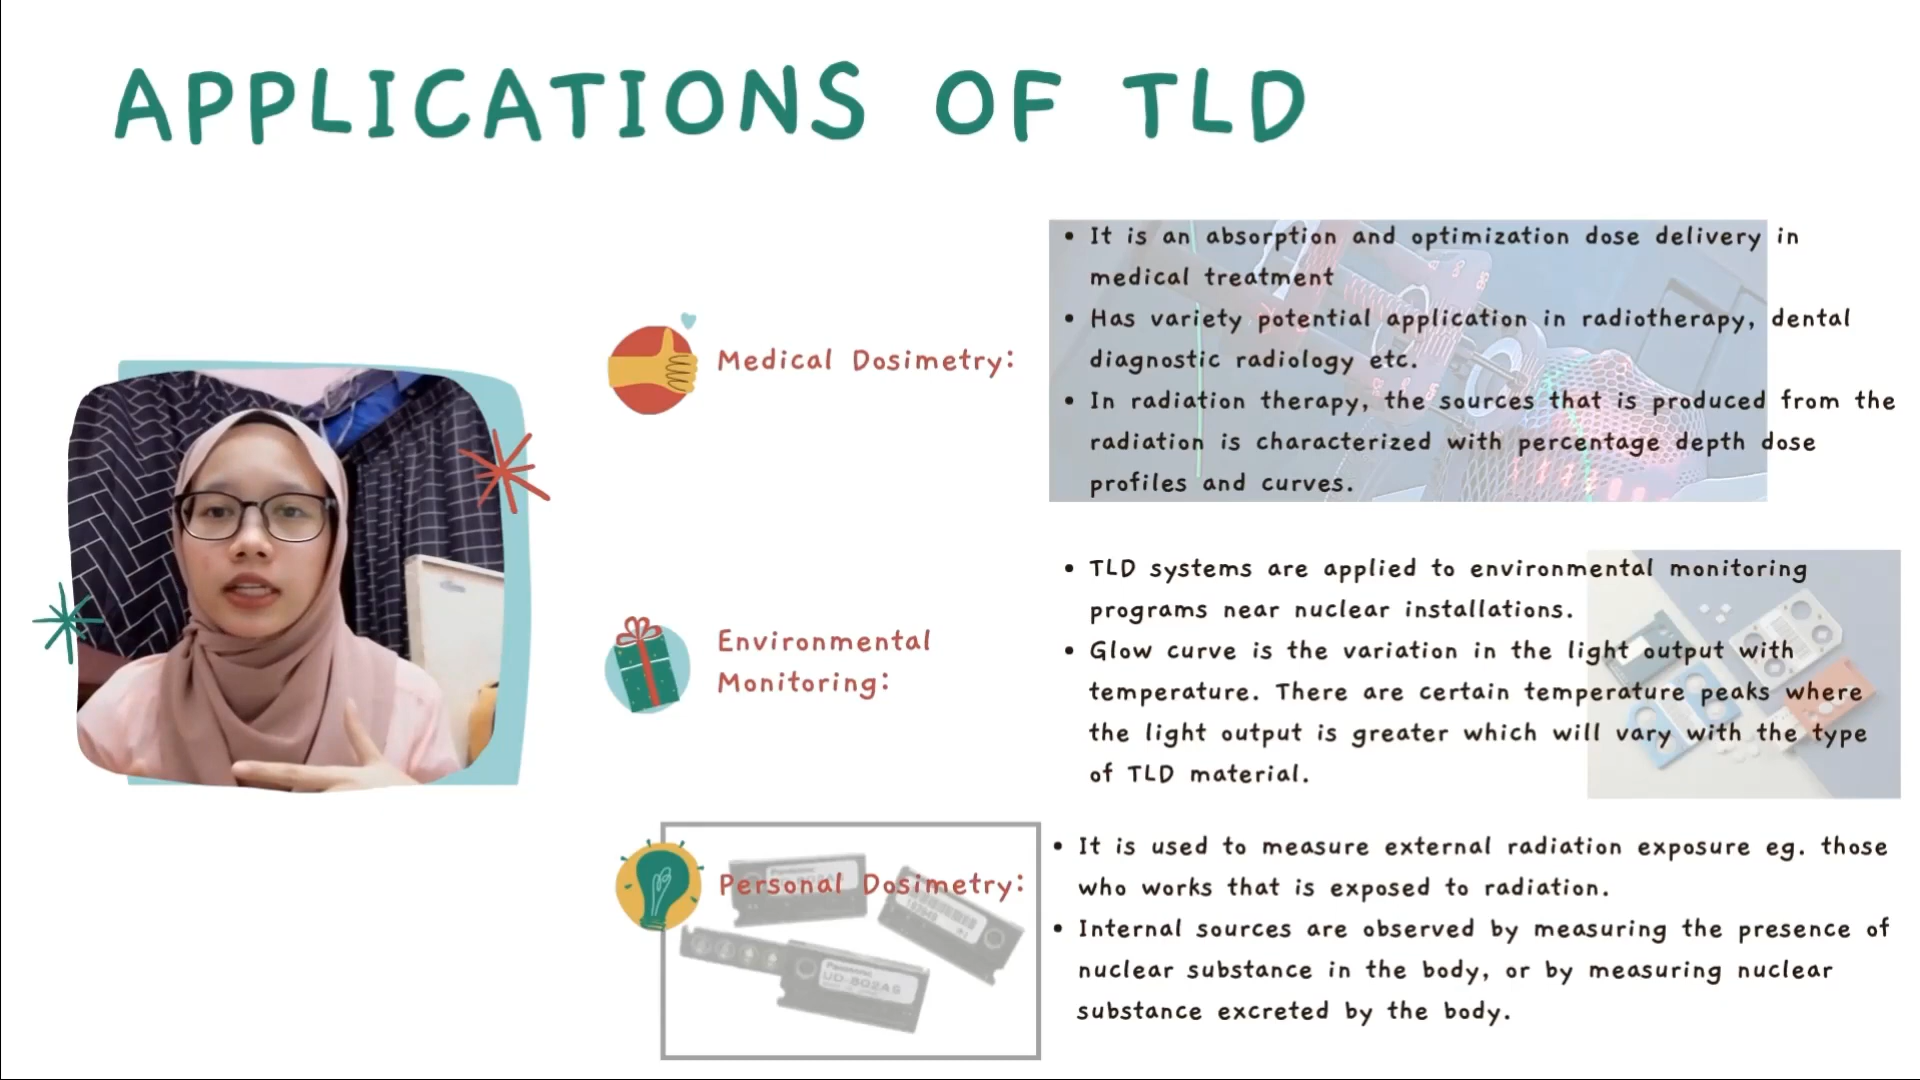 APPLICATIONS OF TLD
Medical Dosimetry:
• It is an absorption and optimization dose delivery in
medical treatment
• Has variety potential application in radiotherapy, dental
diagnostic radiology etc.
• In radiation therapy, the sources that is produced from the
radiation is characterized with percentage depth dose
profiles and curves.
Environmental
Monitoring:
• TLD systems are applied to environmental monitoring
programs near nuclear installations.
• Glow curve is the variation in the light output with
temperature. There are certain temperature peaks where
the light output is greater which will vary with the type
of TLD material.
Personal Dosimetry:
• It is used to measure external radiation exposure eg. those
who works that is exposed to radiation.
• Internal sources are observed by measuring the presence of
nuclear substance in the body, or by measuring nuclear
substance excreted by the body.
Panasonic
UD-802AS